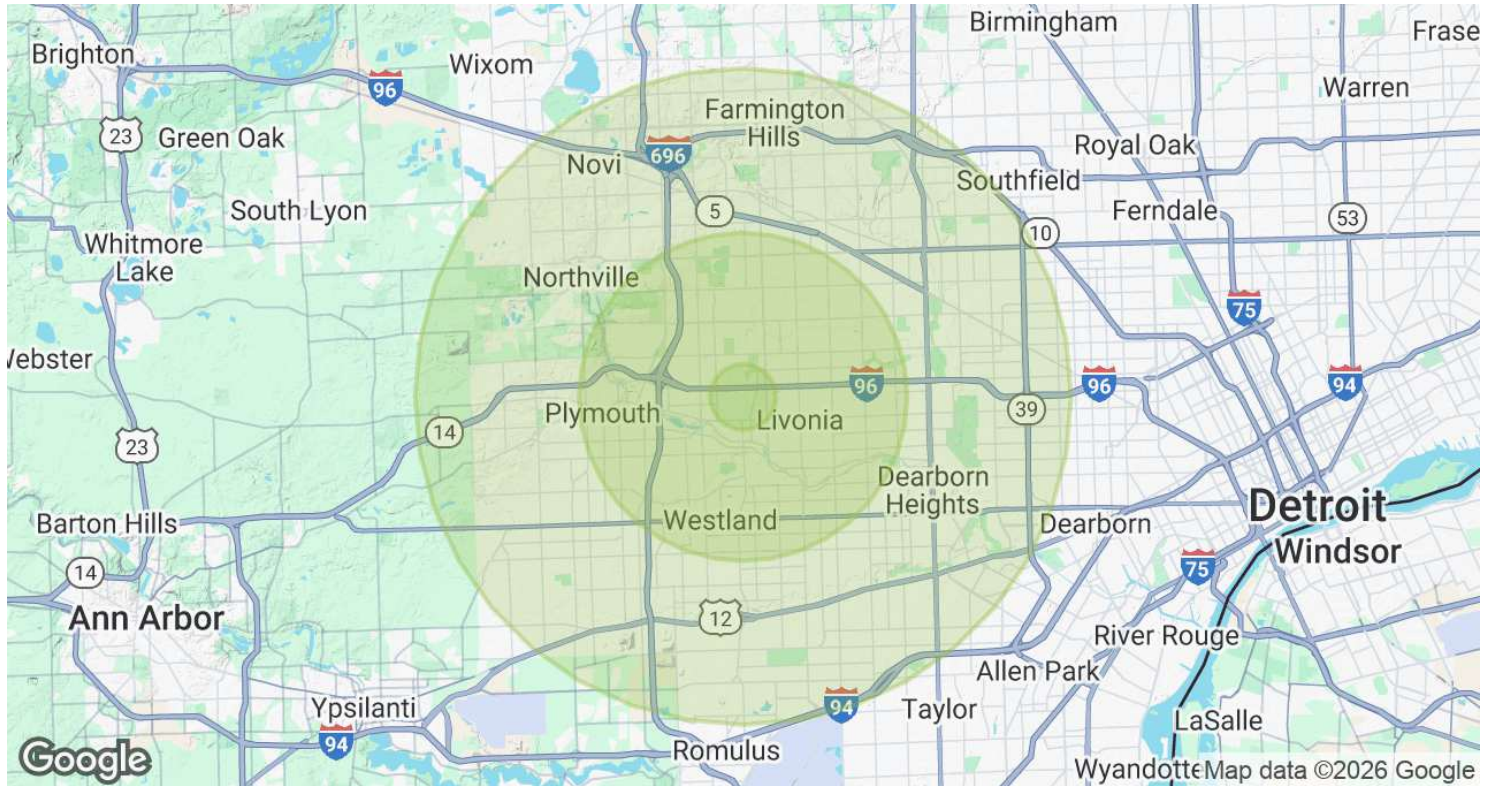 Birmingham
Frase
Brighton
Wixom
96
Warren
Farmington
Hills
23
Green Oak
Royal Oak
696
Novi
Southfield
South Lyon
5
Ferndale
53
10
Whitmore
Lake
Northville
75
Webster
96
96
94
Plymouth
Livonia
39
14
23
Dearborn
Heights
Detroit
Barton Hills
Westland
Dearborn
Windsor
14
75
Ann Arbor
12
River Rouge
Allen Park
Ypsilanti
94
Taylor
LaSalle
94
Romulus
Google
Wyandotte
Map data ©2026 Google